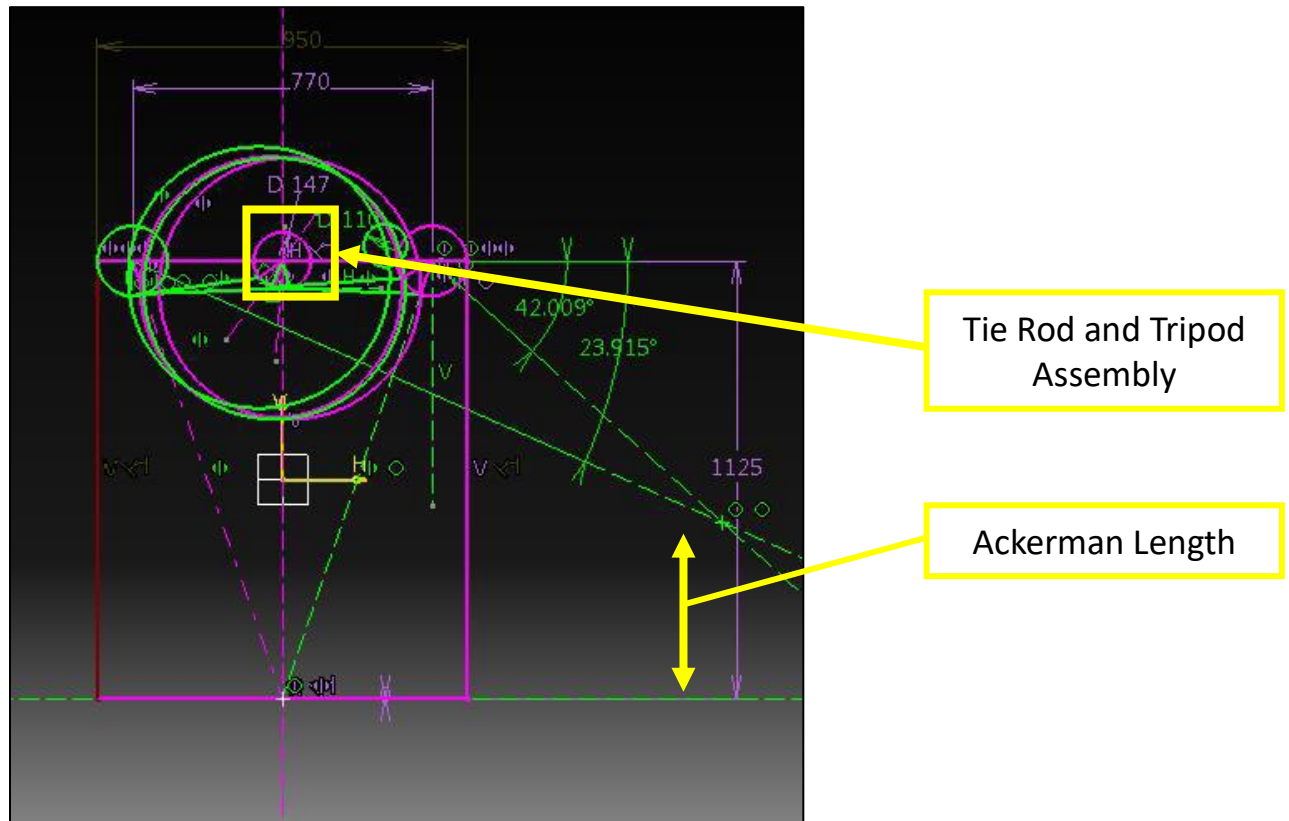 950
770
D 147
D 110
H
H
42.009°
23.915°
V
Tie Rod and Tripod
Assembly
H
V
V
1125
Ackerman Length